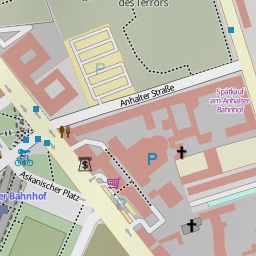 des Terrors
P
Anhalter Straße
Spätkauf
am Anhalter
Bahnhof
P
Askanischer Platz
er Bahnhof
P